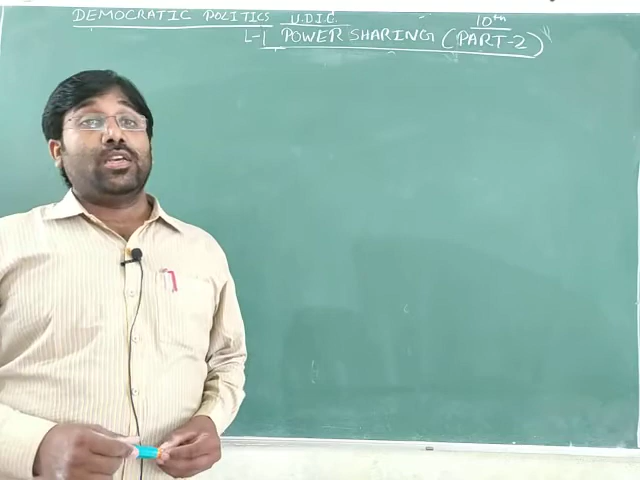 DEMOCRATIC POLITICS U.D.I.C. 10th
L-1 POWER SHARING (PART-2)